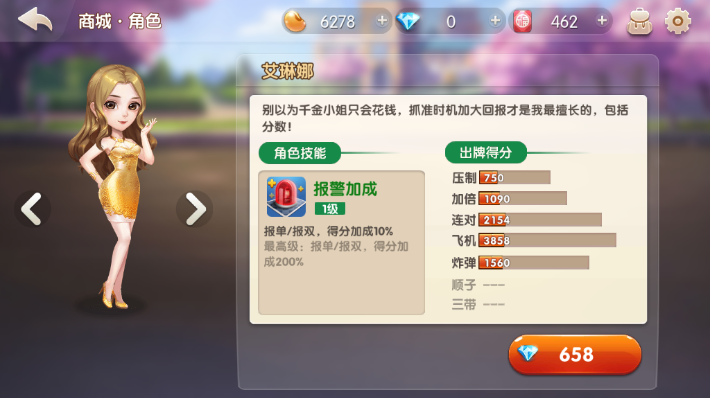 商城·角色
6278
+
0
+
462
+
艾琳娜
别以为千金小姐只会花钱，抓准时机加大回报才是我最擅长的，包括
分数！
角色技能
报警加成
1级
报单/报双，得分加成10%
最高级：报单/报双，得分加
成200%
出牌得分
压制 750
加倍 1090
连对 2154
飞机 3858
炸弹 1560
顺子 ---
三带 ---
658